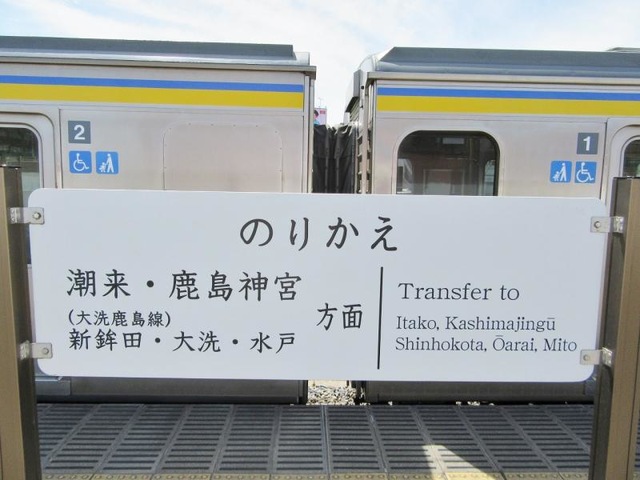 2
1
のりかえ
潮来・鹿島神宮
(大洗鹿島線)
新鉾田・大洗・水戸
方面
Transfer to
Itako, Kashimajingū
Shinhokota, Ōarai, Mito